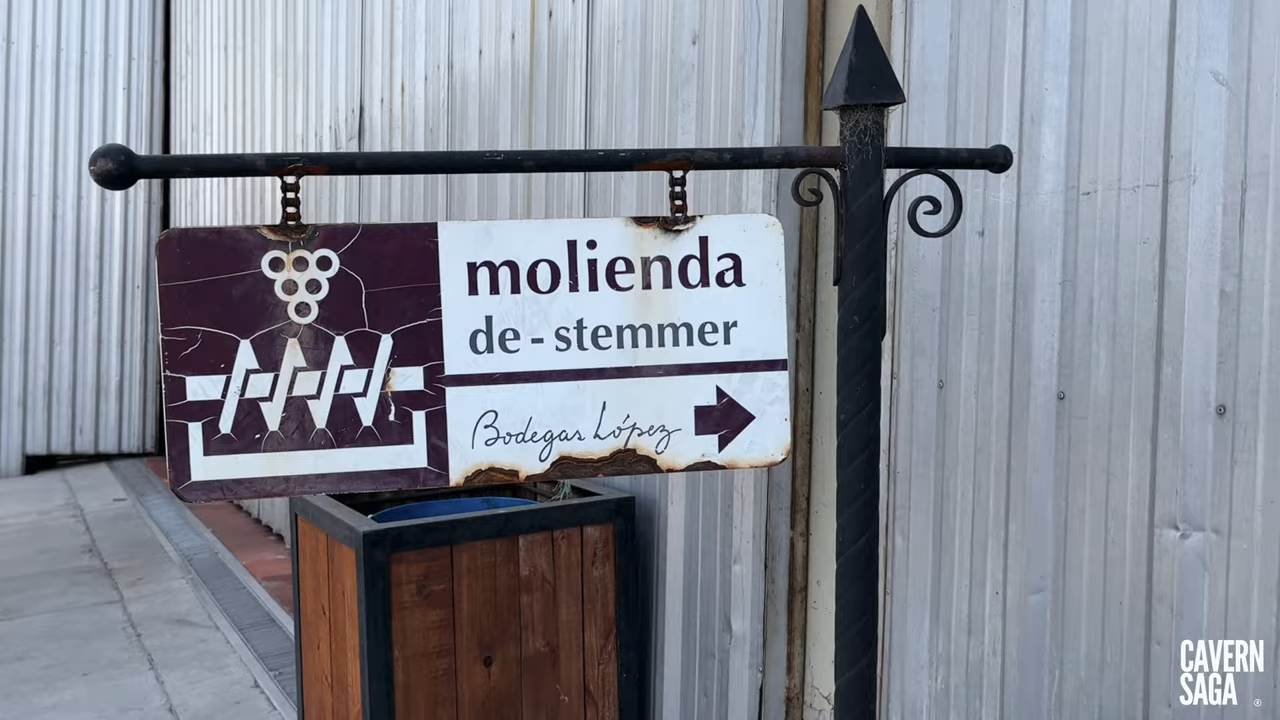 molienda
de - stemmer
Bodegas López
CAVERN
SAGA
®